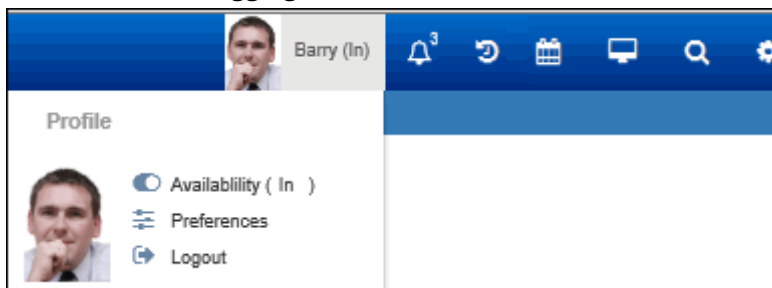 Barry (In)
3
Profile
Availablility ( In )
Preferences
Logout